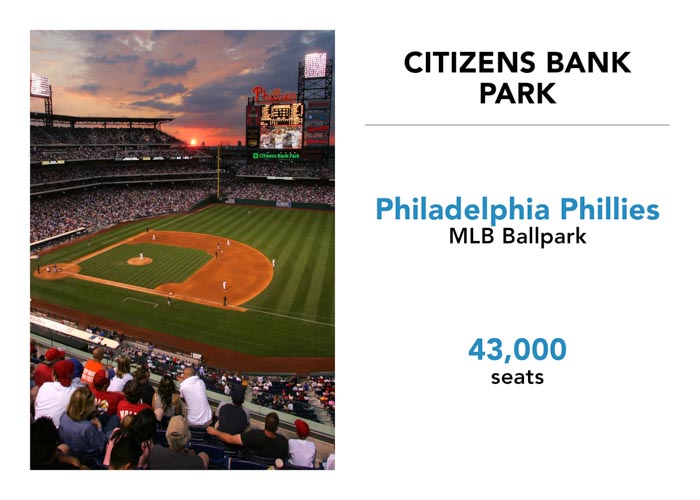 Phillies
Citizens Bank Park
CITIZENS BANK
PARK
Philadelphia Phillies
MLB Ballpark
43,000
seats